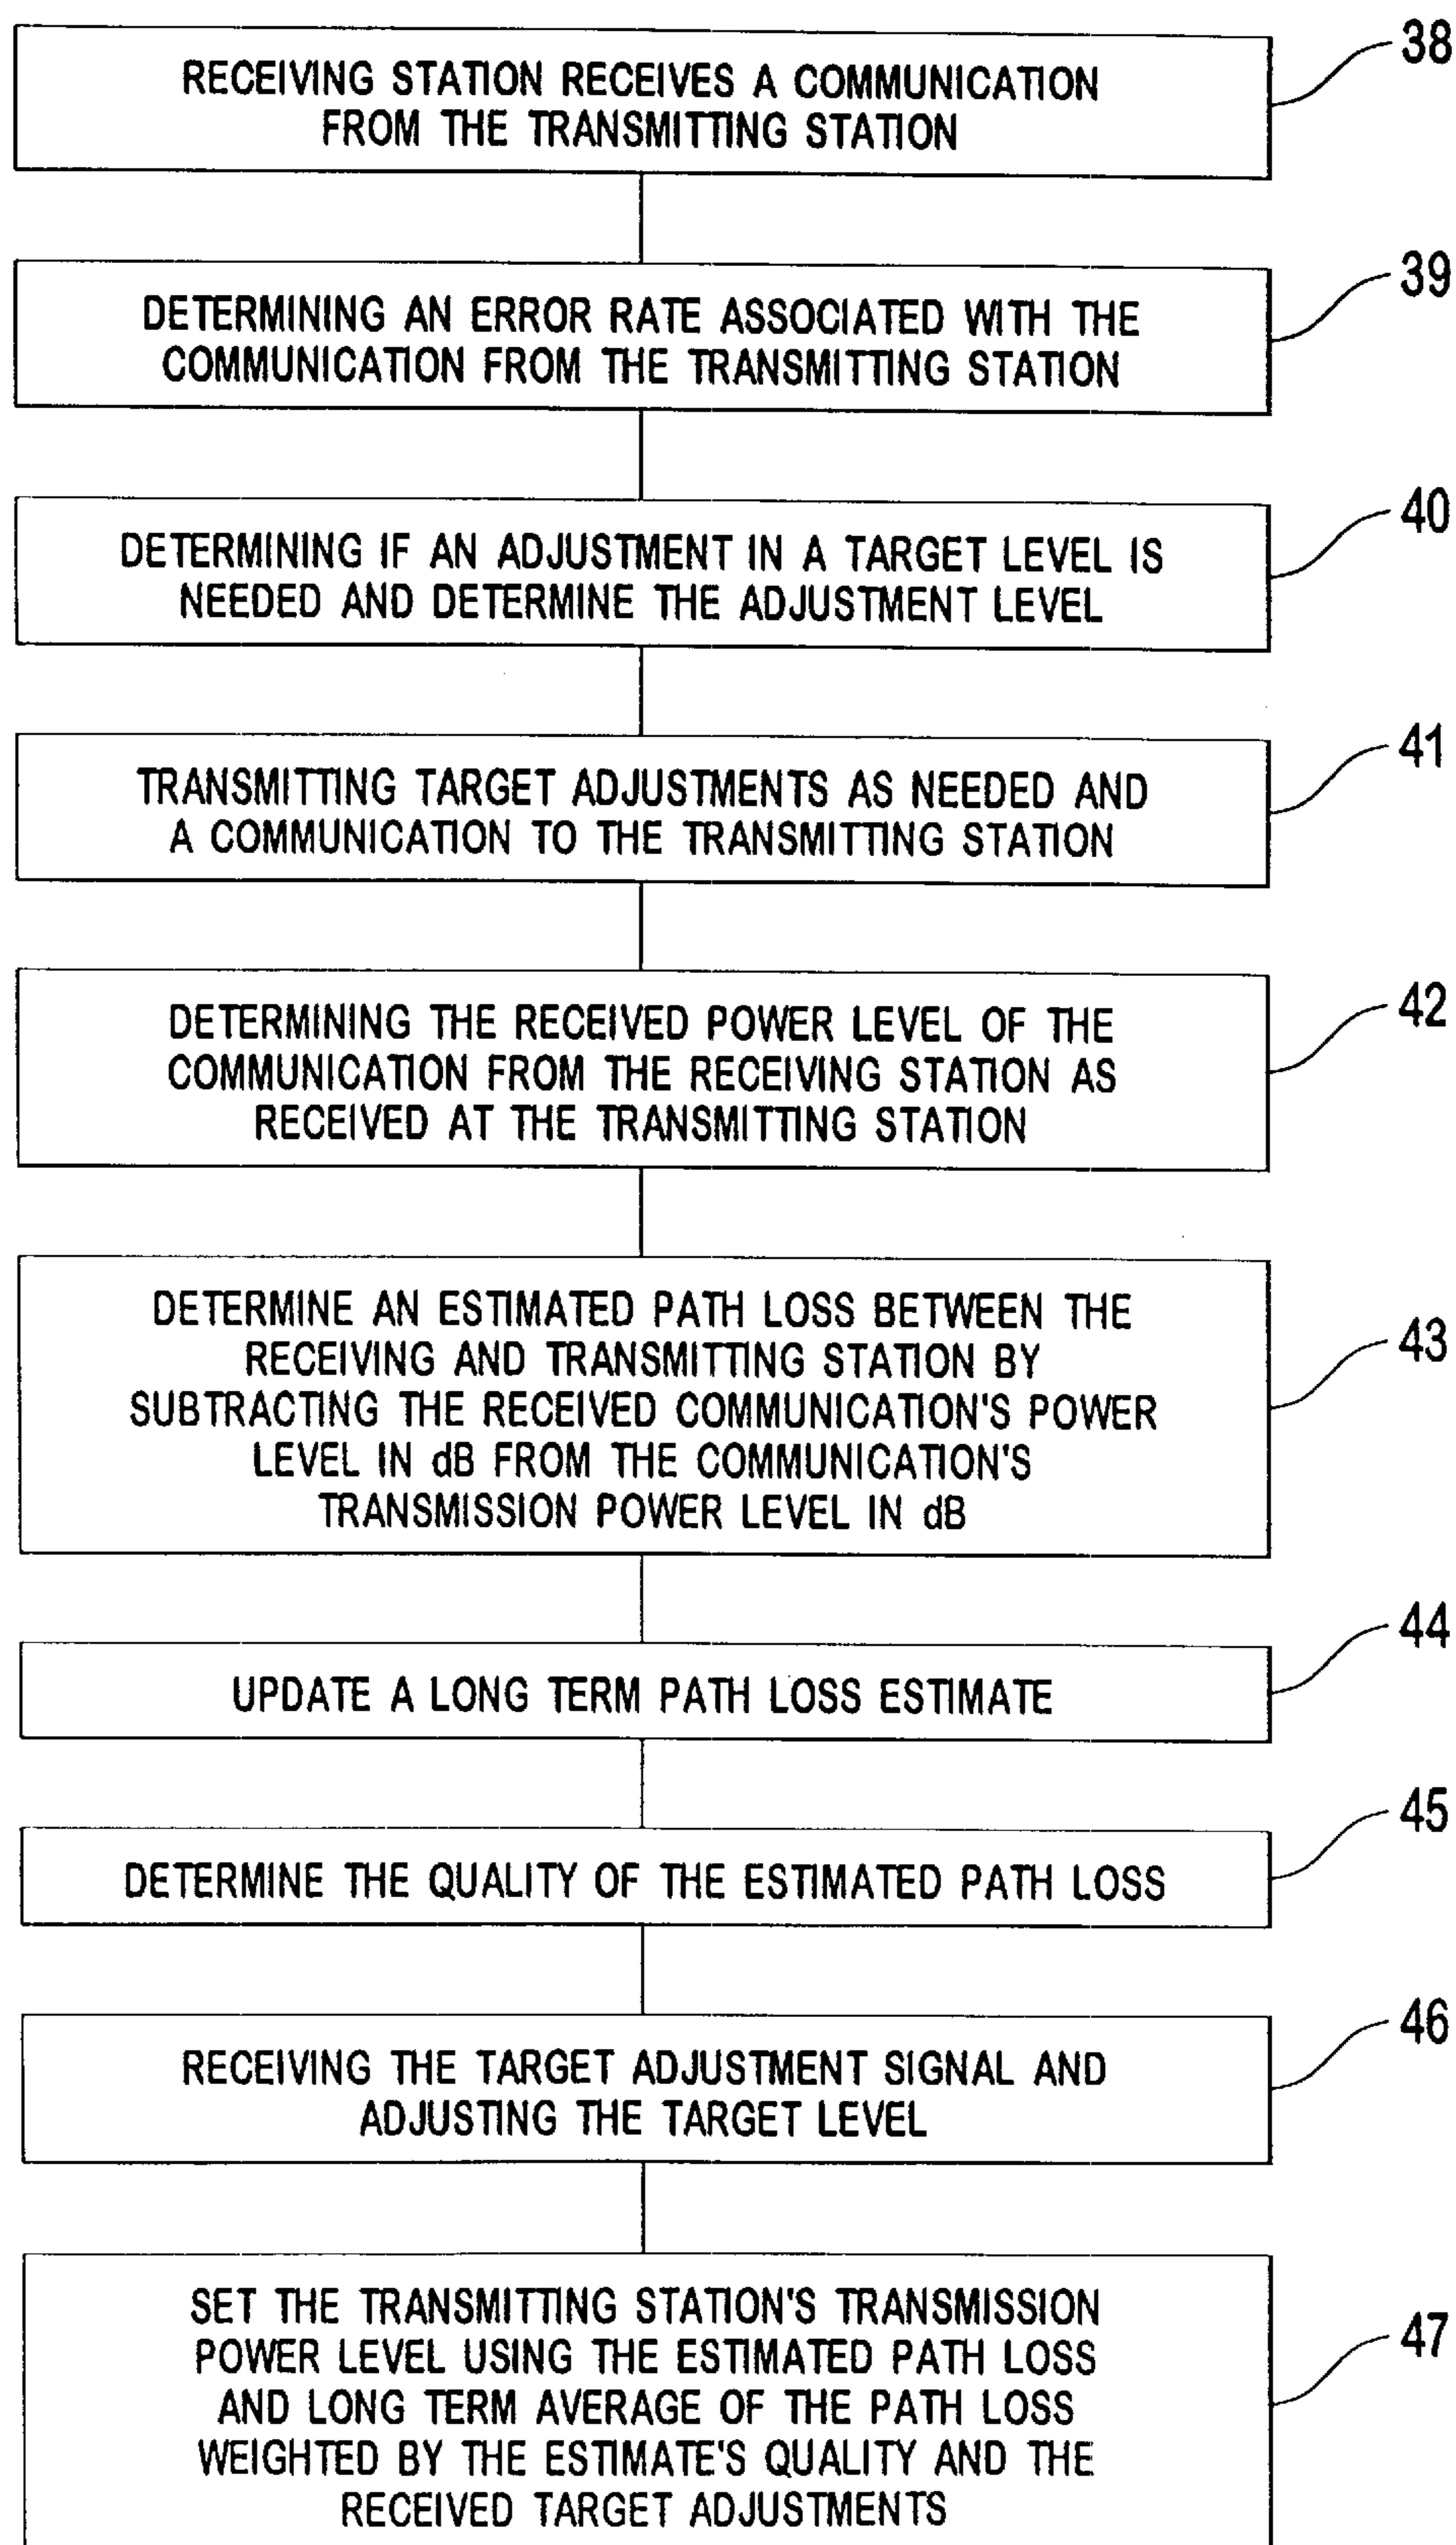 38
RECEIVING STATION RECEIVES A COMMUNICATION
FROM THE TRANSMITTING STATION
39
DETERMINING AN ERROR RATE ASSOCIATED WITH THE
COMMUNICATION FROM THE TRANSMITTING STATION
40
DETERMINING IF AN ADJUSTMENT IN A TARGET LEVEL IS
NEEDED AND DETERMINE THE ADJUSTMENT LEVEL
41
TRANSMITTING TARGET ADJUSTMENTS AS NEEDED AND
A COMMUNICATION TO THE TRANSMITTING STATION
42
DETERMINING THE RECEIVED POWER LEVEL OF THE
COMMUNICATION FROM THE RECEIVING STATION AS
RECEIVED AT THE TRANSMITTING STATION
43
DETERMINE AN ESTIMATED PATH LOSS BETWEEN THE
RECEIVING AND TRANSMITTING STATION BY
SUBTRACTING THE RECEIVED COMMUNICATION'S POWER
LEVEL IN dB FROM THE COMMUNICATION'S
TRANSMISSION POWER LEVEL IN dB
44
UPDATE A LONG TERM PATH LOSS ESTIMATE
45
DETERMINE THE QUALITY OF THE ESTIMATED PATH LOSS
46
RECEIVING THE TARGET ADJUSTMENT SIGNAL AND
ADJUSTING THE TARGET LEVEL
47
SET THE TRANSMITTING STATION'S TRANSMISSION
POWER LEVEL USING THE ESTIMATED PATH LOSS
AND LONG TERM AVERAGE OF THE PATH LOSS
WEIGHTED BY THE ESTIMATE'S QUALITY AND THE
RECEIVED TARGET ADJUSTMENTS